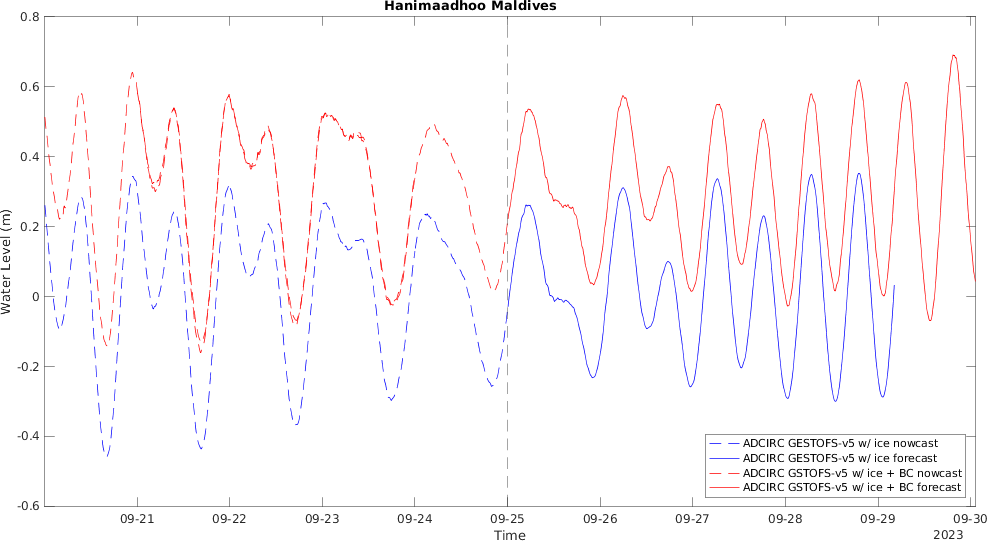 Hanimaadhoo Maldives
0.8
0.6
0.4
0.2
0
-0.2
-0.4
-0.6
Water Level (m)
ADCIRC GESTOFS-v5 w/ ice nowcast
ADCIRC GESTOFS-v5 w/ ice forecast
ADCIRC GSTOFS-v5 w/ ice + BC nowcast
ADCIRC GSTOFS-v5 w/ ice + BC forecast
09-21 09-22 09-23 09-24 09-25 09-26 09-27 09-28 09-29 09-30
Time
2023